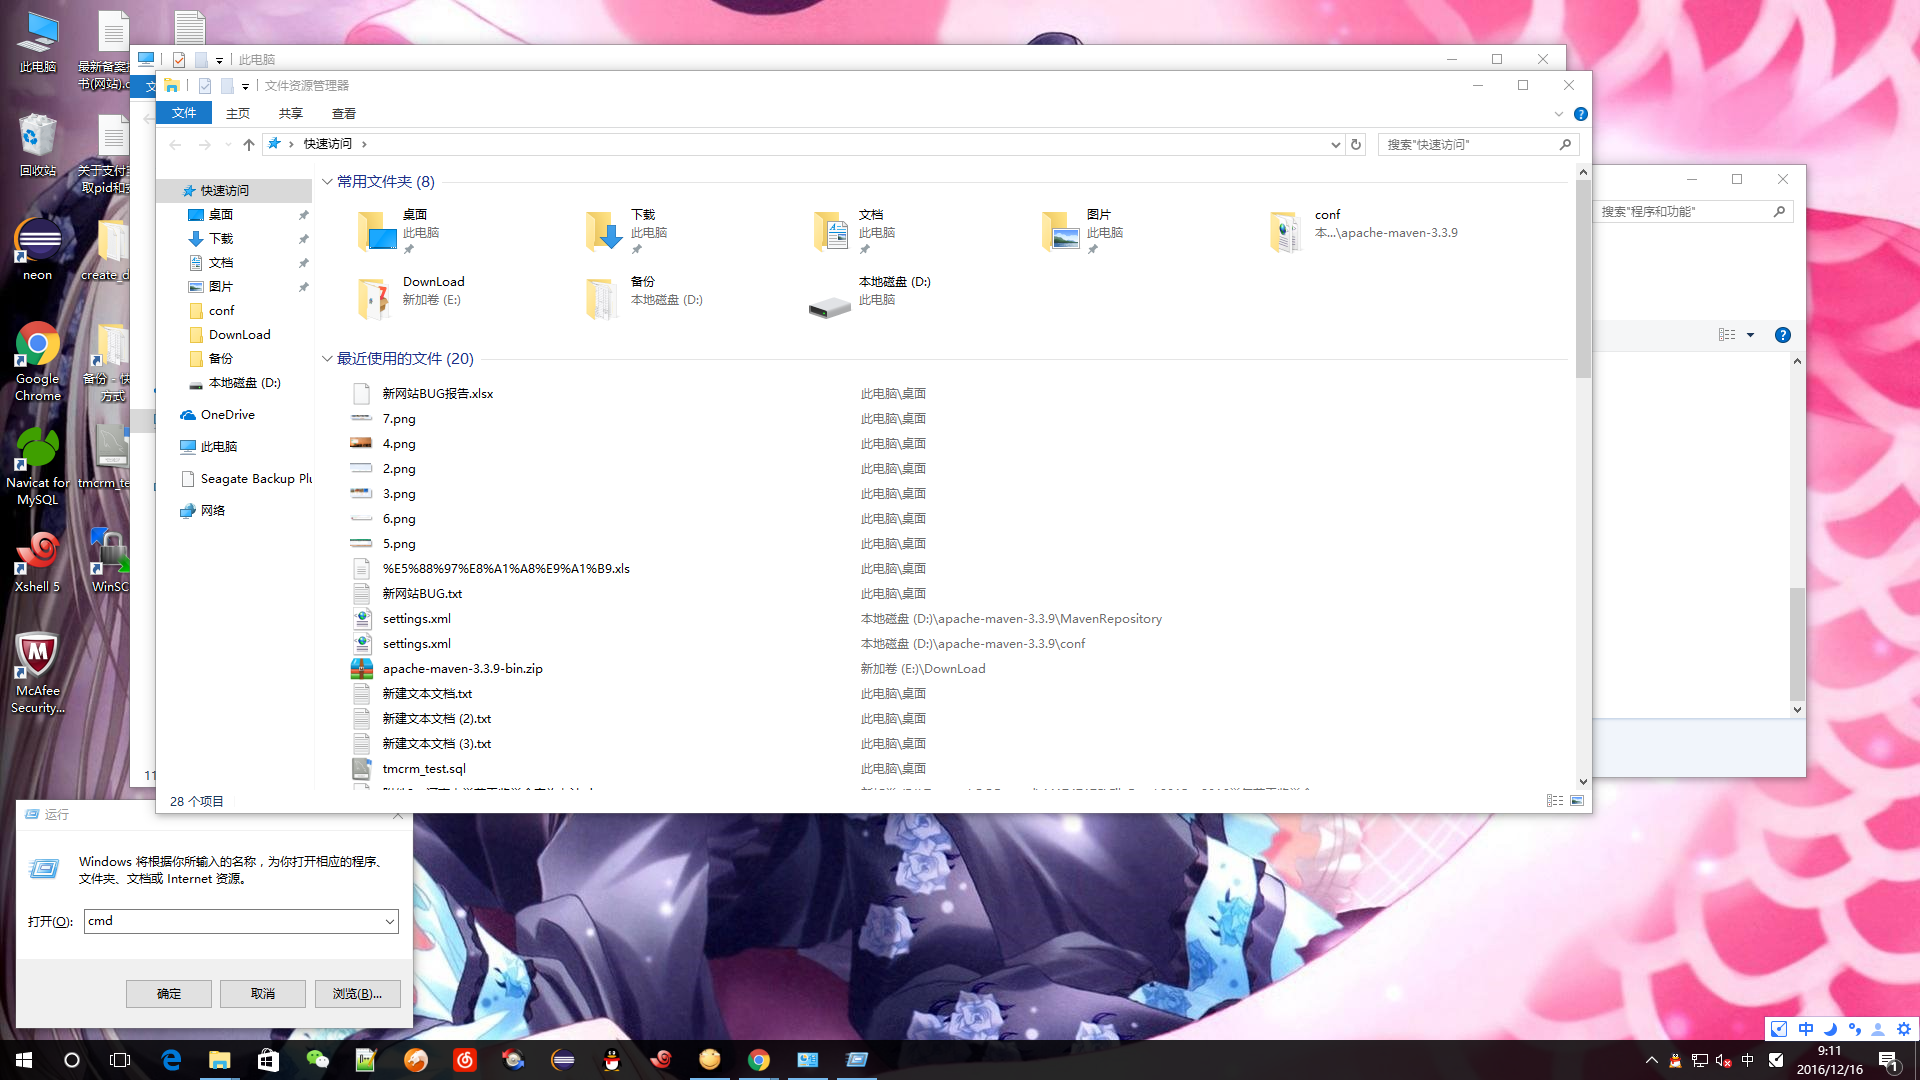 此电脑
最新备案授
书(网站).d
回收站
关于支付宝
取pid和安
neon
create_d
Google
Chrome
备份 - 快
方式
Navicat for
MySQL
tmcrm_te
Xshell 5
WinSC
McAfee
Security...
此电脑
文件资源管理器
文件
主页
共享
查看
快速访问
搜索"快速访问"
快速访问
桌面
下载
文档
图片
conf
DownLoad
备份
本地磁盘 (D:)
OneDrive
此电脑
Seagate Backup Plu
网络
常用文件夹 (8)
桌面
此电脑
下载
此电脑
文档
此电脑
图片
此电脑
conf
本...\apache-maven-3.3.9
DownLoad
新加卷 (E:)
备份
本地磁盘 (D:)
本地磁盘 (D:)
此电脑
最近使用的文件 (20)
新网站BUG报告.xlsx 此电脑\桌面
7.png 此电脑\桌面
4.png 此电脑\桌面
2.png 此电脑\桌面
3.png 此电脑\桌面
6.png 此电脑\桌面
5.png 此电脑\桌面
%E5%88%97%E8%A1%A8%E9%A1%B9.xls 此电脑\桌面
新网站BUG.txt 此电脑\桌面
settings.xml 本地磁盘 (D:)\apache-maven-3.3.9\MavenRepository
settings.xml 本地磁盘 (D:)\apache-maven-3.3.9\conf
apache-maven-3.3.9-bin.zip 新加卷 (E:)\DownLoad
新建文本文档.txt 此电脑\桌面
新建文本文档 (2).txt 此电脑\桌面
新建文本文档 (3).txt 此电脑\桌面
tmcrm_test.sql 此电脑\桌面
28 个项目
11
搜索"程序和功能"
运行
Windows 将根据你所输入的名称，为你打开相应的程序、
文件夹、文档或 Internet 资源。
打开(O):
cmd
确定
取消
浏览(B)...
中
中
9:11
2016/12/16
1